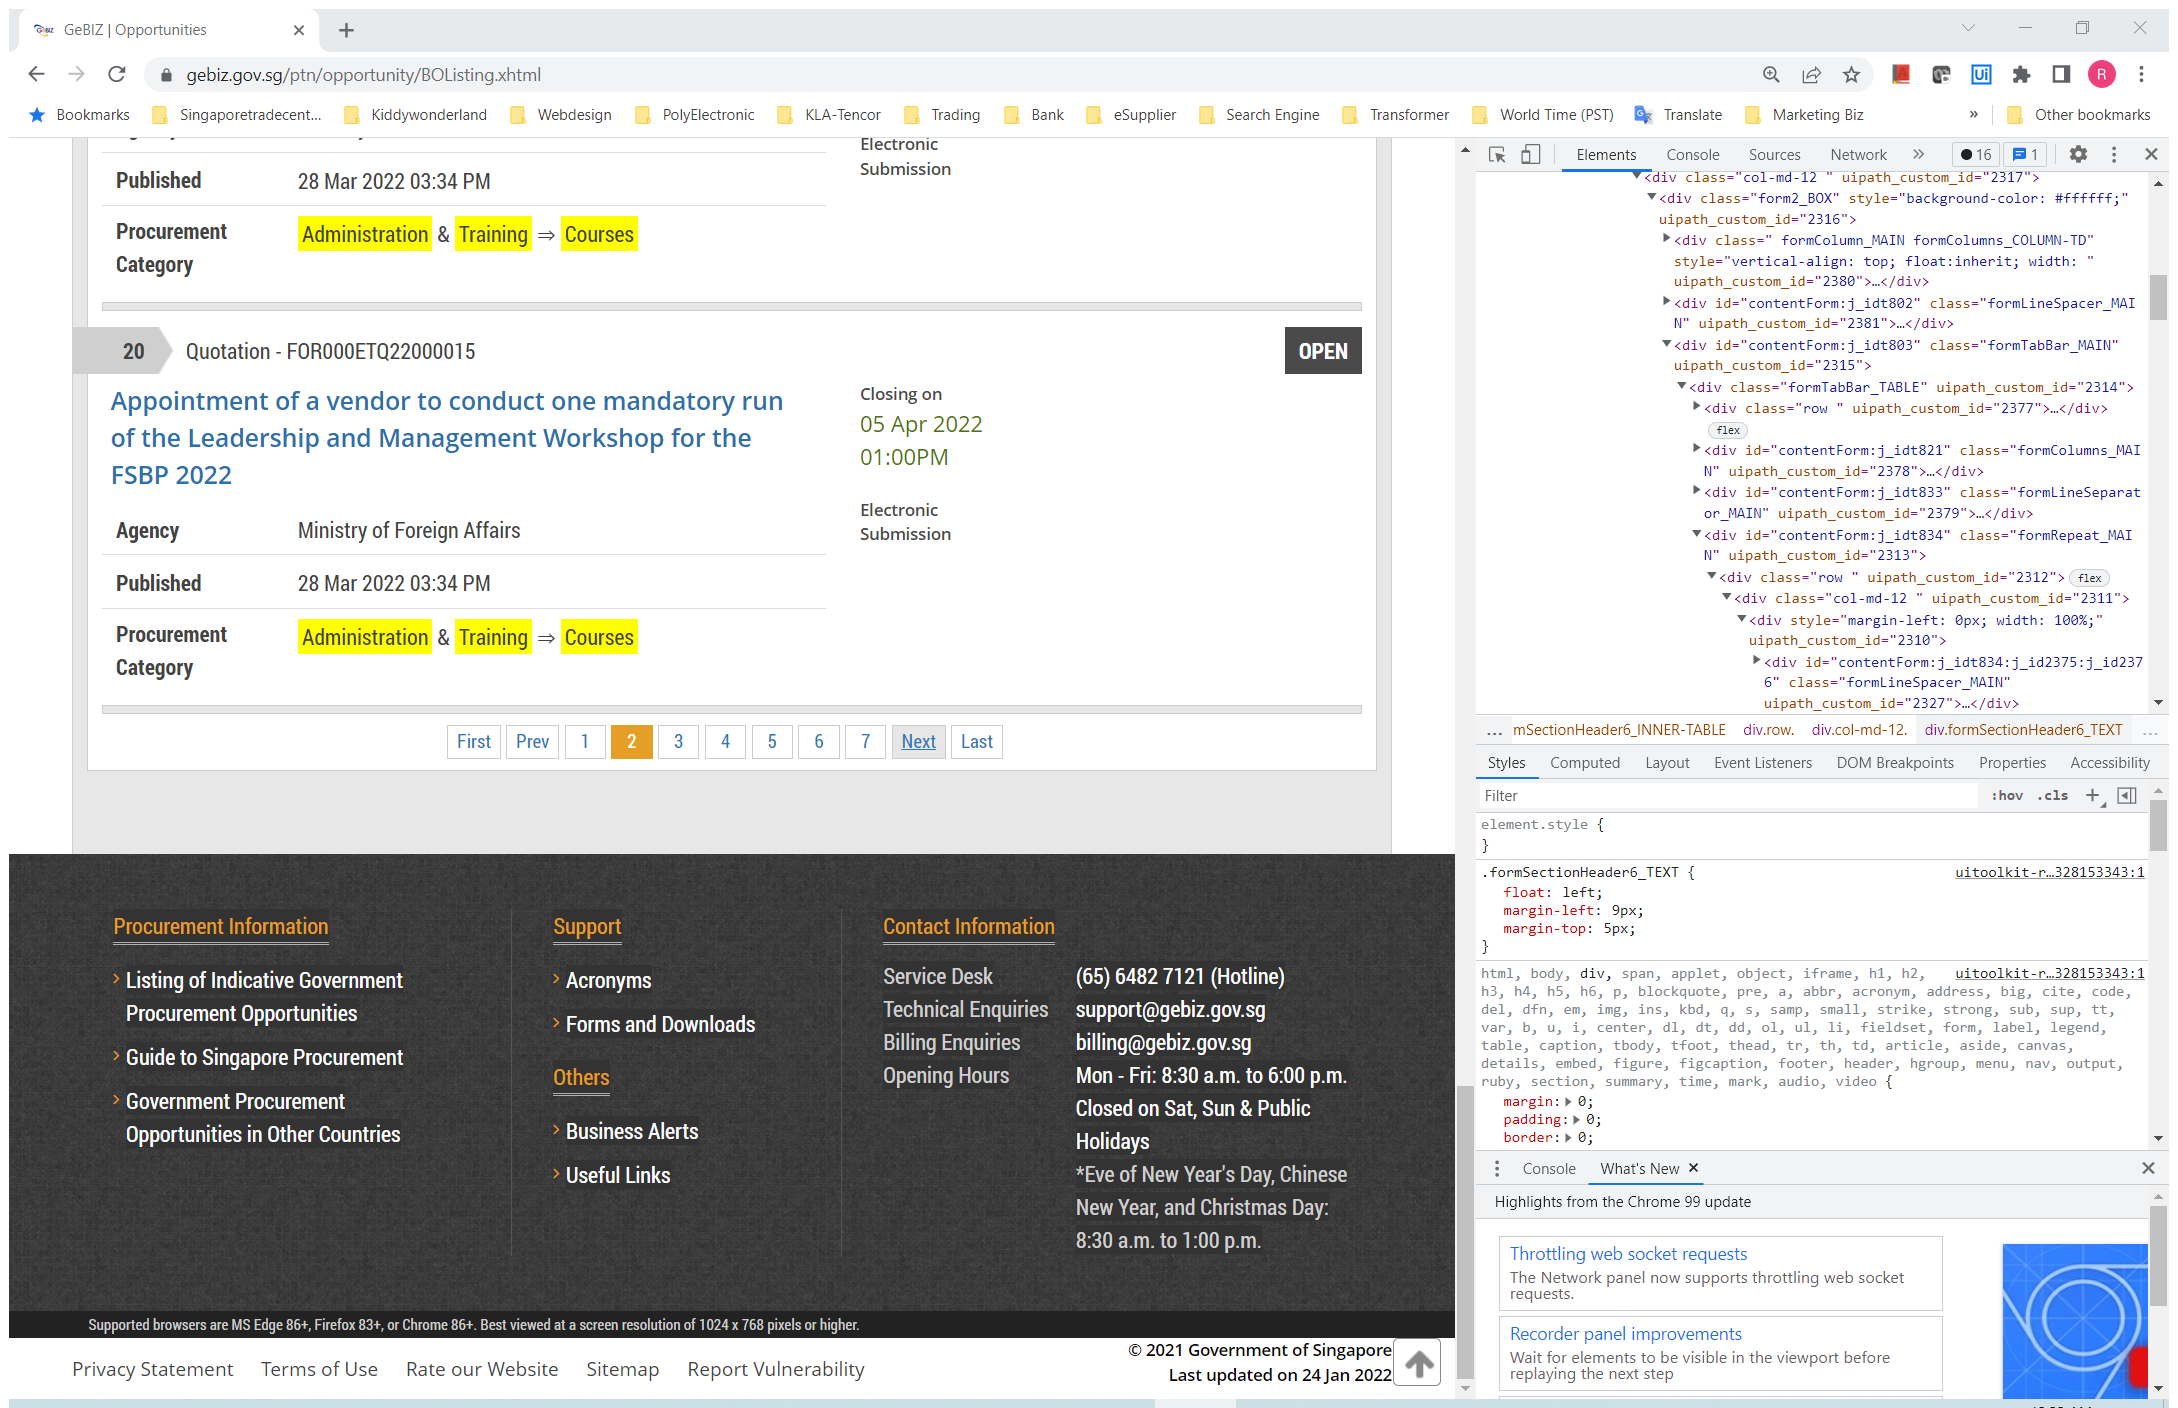 GeBIZ | Opportunities
gebiz.gov.sg/ptn/opportunity/BOListing.xhtml
R
Bookmarks Singaporetradecent... Kiddywonderland Webdesign PolyElectronic KLA-Tencor Trading Bank eSupplier Search Engine Transformer World Time (PST) Translate Marketing Biz » Other bookmarks
Electronic
Submission
Published 28 Mar 2022 03:34 PM
Procurement Category Administration & Training ⇒ Courses
20 Quotation - FOR000ETQ22000015 OPEN
Appointment of a vendor to conduct one mandatory run
of the Leadership and Management Workshop for the
FSBP 2022
Closing on
05 Apr 2022
01:00PM
Electronic
Submission
Agency Ministry of Foreign Affairs
Published 28 Mar 2022 03:34 PM
Procurement Category Administration & Training ⇒ Courses
First Prev 1 2 3 4 5 6 7 Next Last
Procurement Information
Listing of Indicative Government
Procurement Opportunities
Guide to Singapore Procurement
Government Procurement
Opportunities in Other Countries
Support
Acronyms
Forms and Downloads
Others
Business Alerts
Useful Links
Contact Information
Service Desk (65) 6482 7121 (Hotline)
Technical Enquiries support@gebiz.gov.sg
Billing Enquiries billing@gebiz.gov.sg
Opening Hours Mon - Fri: 8:30 a.m. to 6:00 p.m.
Closed on Sat, Sun & Public
Holidays
*Eve of New Year's Day, Chinese
New Year, and Christmas Day:
8:30 a.m. to 1:00 p.m.
Supported browsers are MS Edge 86+, Firefox 83+, or Chrome 86+. Best viewed at a screen resolution of 1024 x 768 pixels or higher.
Privacy Statement Terms of Use Rate our Website Sitemap Report Vulnerability
© 2021 Government of Singapore
Last updated on 24 Jan 2022
Elements Console Sources Network » 16 1
<div class="col-md-12 " uipath_custom_id="2317">
<div class="form2_BOX" style="background-color: #ffffff;"
uipath_custom_id="2316">
<div class=" formColumn_MAIN formColumns_COLUMN-TD"
style="vertical-align: top; float:inherit; width: "
uipath_custom_id="2380">…</div>
<div id="contentForm:j_idt802" class="formLineSpacer_MAI
N" uipath_custom_id="2381">…</div>
<div id="contentForm:j_idt803" class="formTabBar_MAIN"
uipath_custom_id="2315">
<div class="formTabBar_TABLE" uipath_custom_id="2314">
<div class="row " uipath_custom_id="2377">…</div>
flex
<div id="contentForm:j_idt821" class="formColumns_MAI
N" uipath_custom_id="2378">…</div>
<div id="contentForm:j_idt833" class="formLineSeparat
or_MAIN" uipath_custom_id="2379">…</div>
<div id="contentForm:j_idt834" class="formRepeat_MAI
N" uipath_custom_id="2313">
<div class="row " uipath_custom_id="2312"> flex
<div class="col-md-12 " uipath_custom_id="2311">
<div style="margin-left: 0px; width: 100%;"
uipath_custom_id="2310">
<div id="contentForm:j_idt834:j_id2375:j_id237
6" class="formLineSpacer_MAIN"
uipath_custom_id="2327">…</div>
... mSectionHeader6_INNER-TABLE div.row. div.col-md-12. div.formSectionHeader6_TEXT ...
Styles Computed Layout Event Listeners DOM Breakpoints Properties Accessibility
Filter :hov .cls +
element.style {
}
.formSectionHeader6_TEXT { uitoolkit-r…328153343:1
float: left;
margin-left: 9px;
margin-top: 5px;
}
html, body, div, span, applet, object, iframe, h1, h2, uitoolkit-r…328153343:1
h3, h4, h5, h6, p, blockquote, pre, a, abbr, acronym, address, big, cite, code,
del, dfn, em, img, ins, kbd, q, s, samp, small, strike, strong, sub, sup, tt,
var, b, u, i, center, dl, dt, dd, ol, ul, li, fieldset, form, label, legend,
table, caption, tbody, tfoot, thead, tr, th, td, article, aside, canvas,
details, embed, figure, figcaption, footer, header, hgroup, menu, nav, output,
ruby, section, summary, time, mark, audio, video {
margin: 0;
padding: 0;
border: 0;
Console What's New
Highlights from the Chrome 99 update
Throttling web socket requests
The Network panel now supports throttling web socket
requests.
Recorder panel improvements
Wait for elements to be visible in the viewport before
replaying the next step